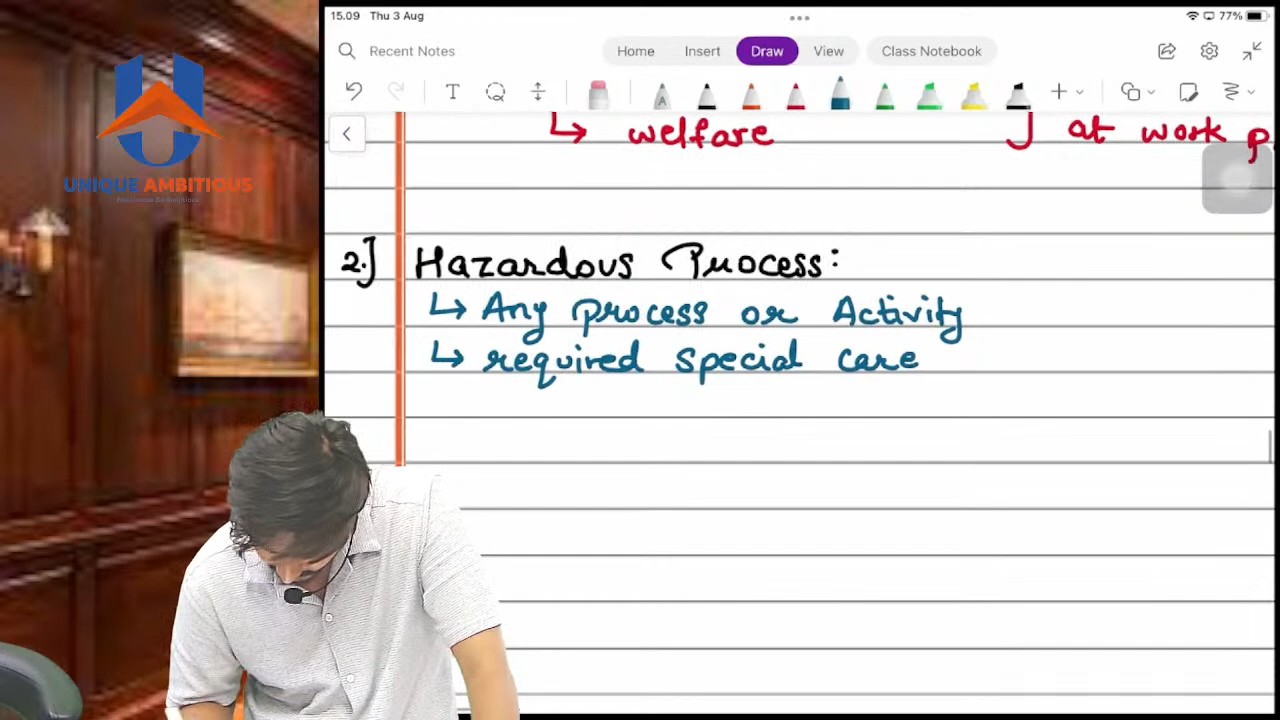 15.09 Thu 3 Aug
77%
Recent Notes
Home Insert Draw View Class Notebook
T
A
↳ welfare ] at work p
2.] Hazardous Process:
↳ Any process or Activity
↳ required special care
UNIQUE AMBITIOUS